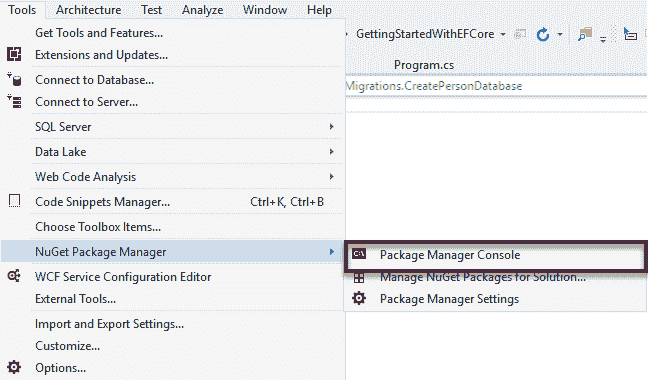 Tools Architecture Test Analyze Window Help
Get Tools and Features...
GettingStartedWithEFCore
Extensions and Updates...
Program.cs
Connect to Database...
Migrations.CreatePersonDatabase
Connect to Server...
SQL Server
Data Lake
Web Code Analysis
Code Snippets Manager... Ctrl+K, Ctrl+B
Choose Toolbox Items...
NuGet Package Manager
C:\ Package Manager Console
WCF Service Configuration Editor
Manage NuGet Packages for Solution...
External Tools...
Package Manager Settings
Import and Export Settings...
Customize...
Options...